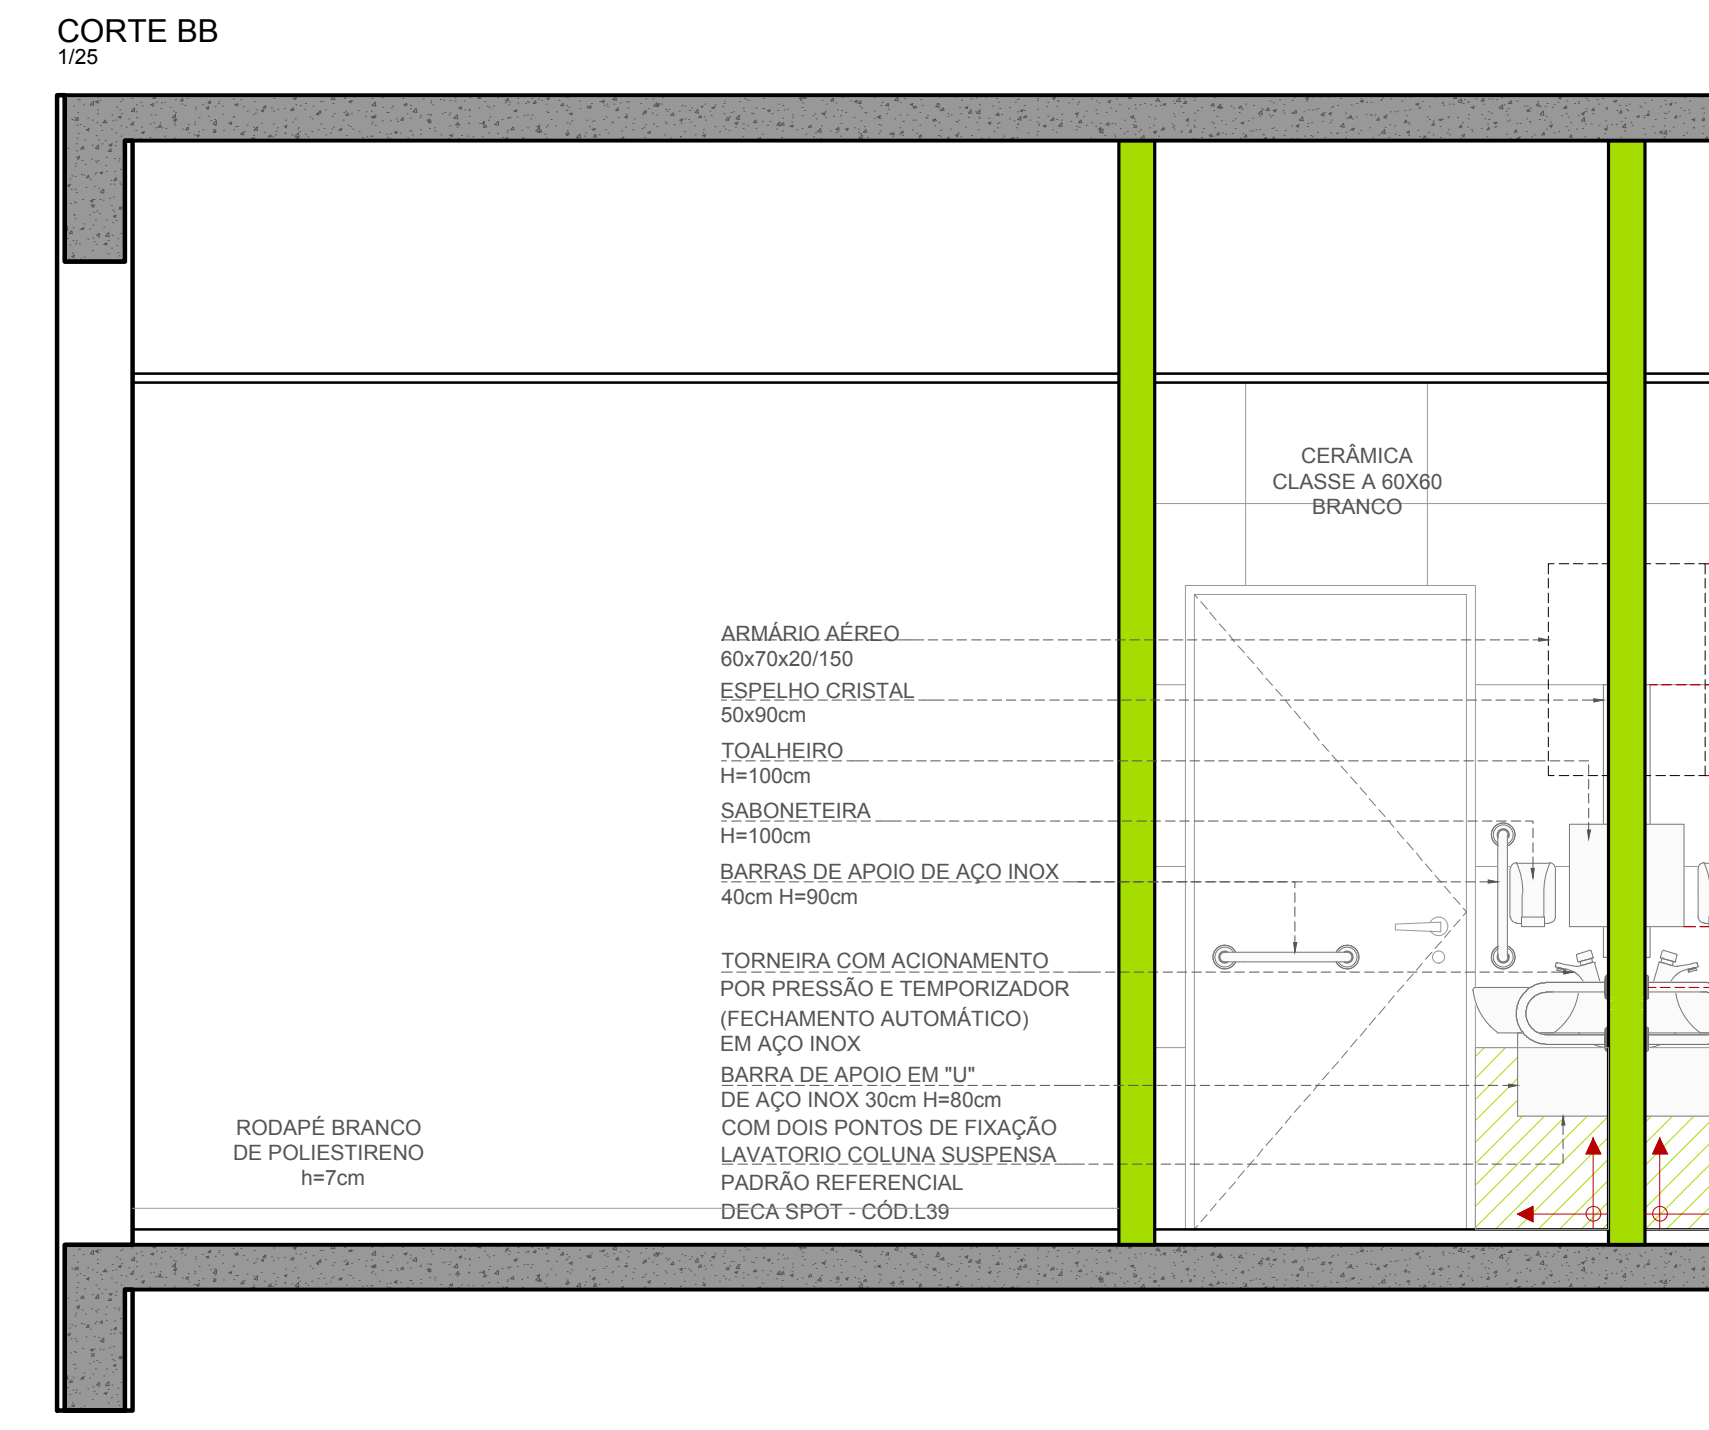 CORTE BB
1/25
CERÂMICA
CLASSE A 60X60
BRANCO
ARMÁRIO AÉREO
60x70x20/150
ESPELHO CRISTAL
50x90cm
TOALHEIRO
H=100cm
SABONETEIRA
H=100cm
BARRAS DE APOIO DE AÇO INOX
40cm H=90cm
TORNEIRA COM ACIONAMENTO
POR PRESSÃO E TEMPORIZADOR
(FECHAMENTO AUTOMÁTICO)
EM AÇO INOX
BARRA DE APOIO EM "U"
DE AÇO INOX 30cm H=80cm
COM DOIS PONTOS DE FIXAÇÃO
LAVATORIO COLUNA SUSPENSA
PADRÃO REFERENCIAL
DECA SPOT - CÓD.L39
RODAPÉ BRANCO
DE POLIESTIRENO
h=7cm